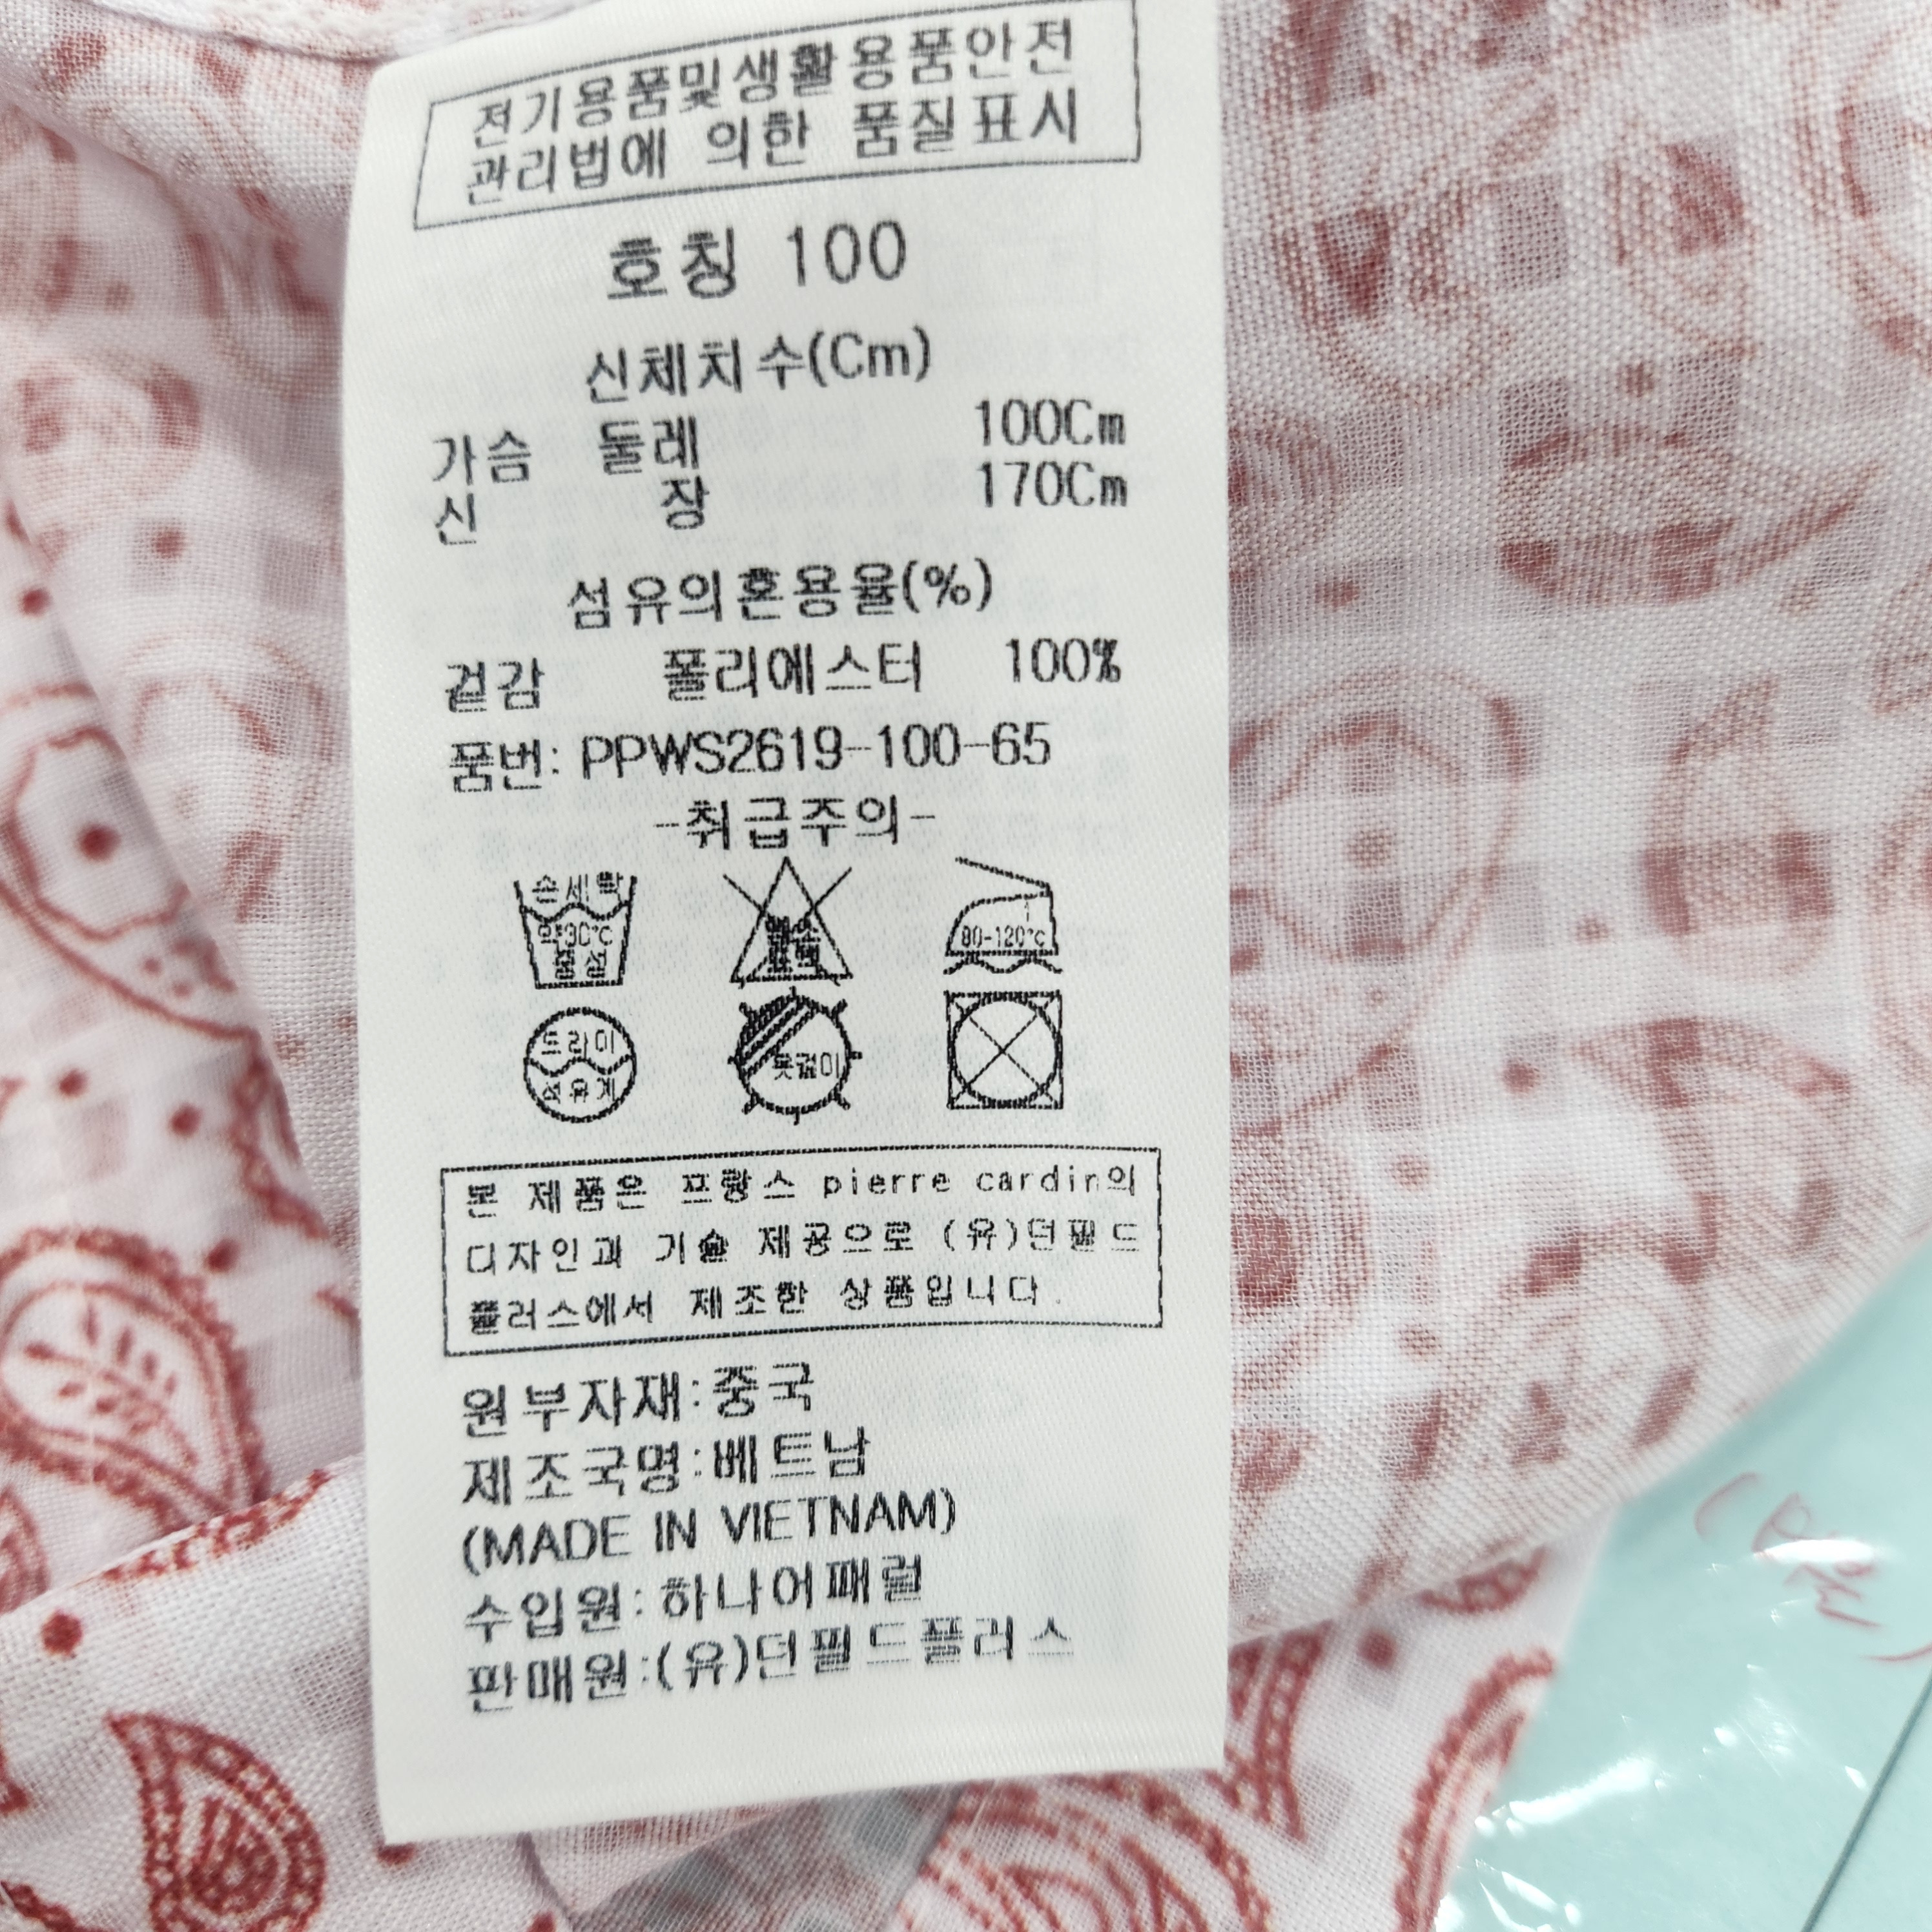 전기용품및생활용품안전
관리법에 의한 품질표시
호칭 100
신체치수(Cm)
가슴 둘레 100Cm
신 장 170Cm
섬유의혼용율(%)
겉감 폴리에스터 100%
품번: PPWS2619-100-65
-취급주의-
손세탁
약30℃
중성
염소
표백
80-120℃
드라이
석유계
옷걸이
본 제품은 프랑스 pierre cardin의
디자인과 기술 제공으로 (유)던필드
플러스에서 제조한 상품입니다.
원부자재:중국
제조국명:베트남
(MADE IN VIETNAM)
수입원:하나어패럴
판매원:(유)던필드플러스